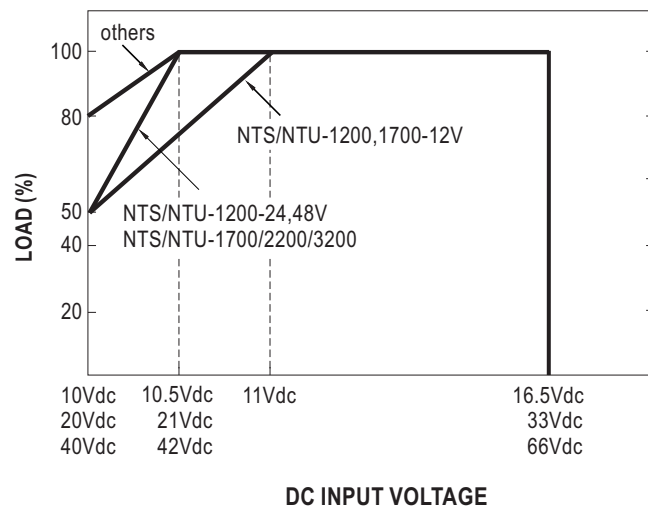 others
100
80
NTS/NTU-1200,1700-12V
50
NTS/NTU-1200-24,48V
NTS/NTU-1700/2200/3200
40
20
LOAD (%)
10Vdc 10.5Vdc 11Vdc 16.5Vdc
20Vdc 21Vdc 33Vdc
40Vdc 42Vdc 66Vdc
DC INPUT VOLTAGE